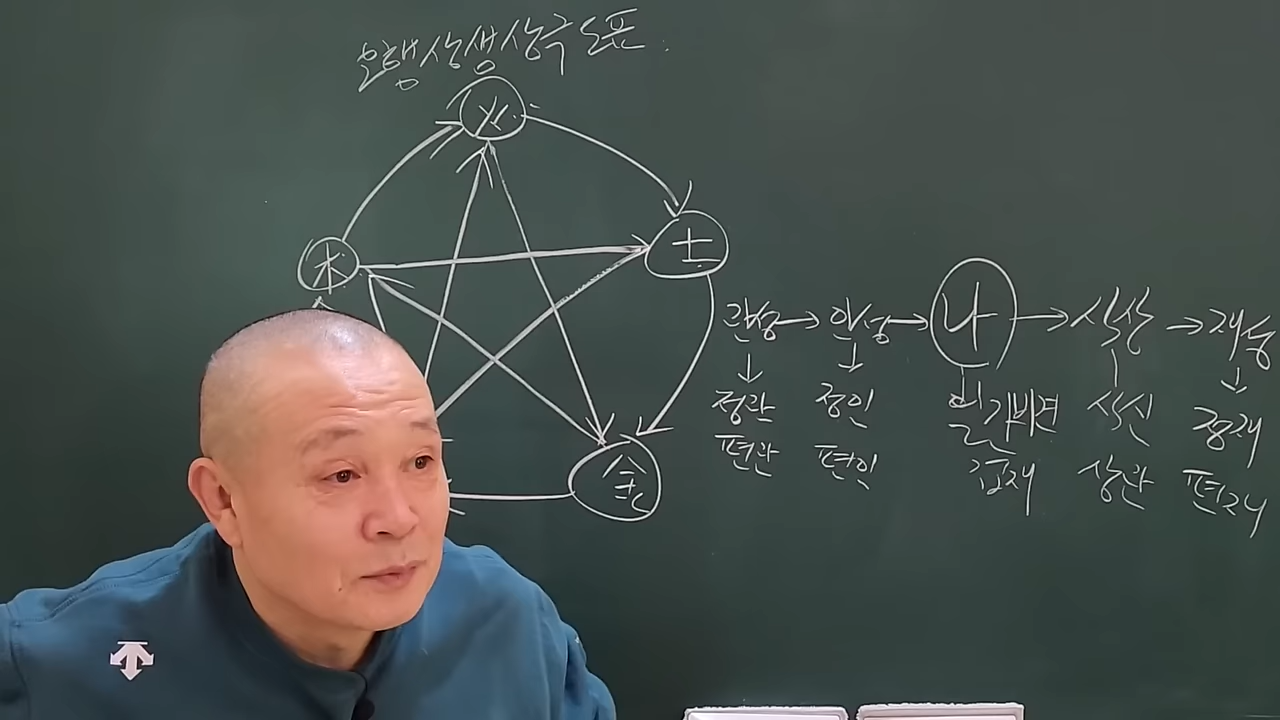 오행상생상극도표.
火
木
土
金
관성 → 인성 → 나 → 식상 → 재성
정관 정인 일간 비견 식신 정재
편관 편인 겁재 상관 편재